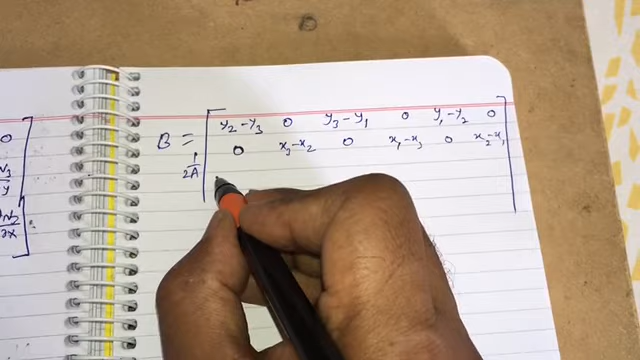 y₂-y₃ 0 y₃-y₁ 0 y₁-y₂ 0
B = 1/2A
0 x₃-x₂ 0 x₁-x₃ 0 x₂-x₁
0